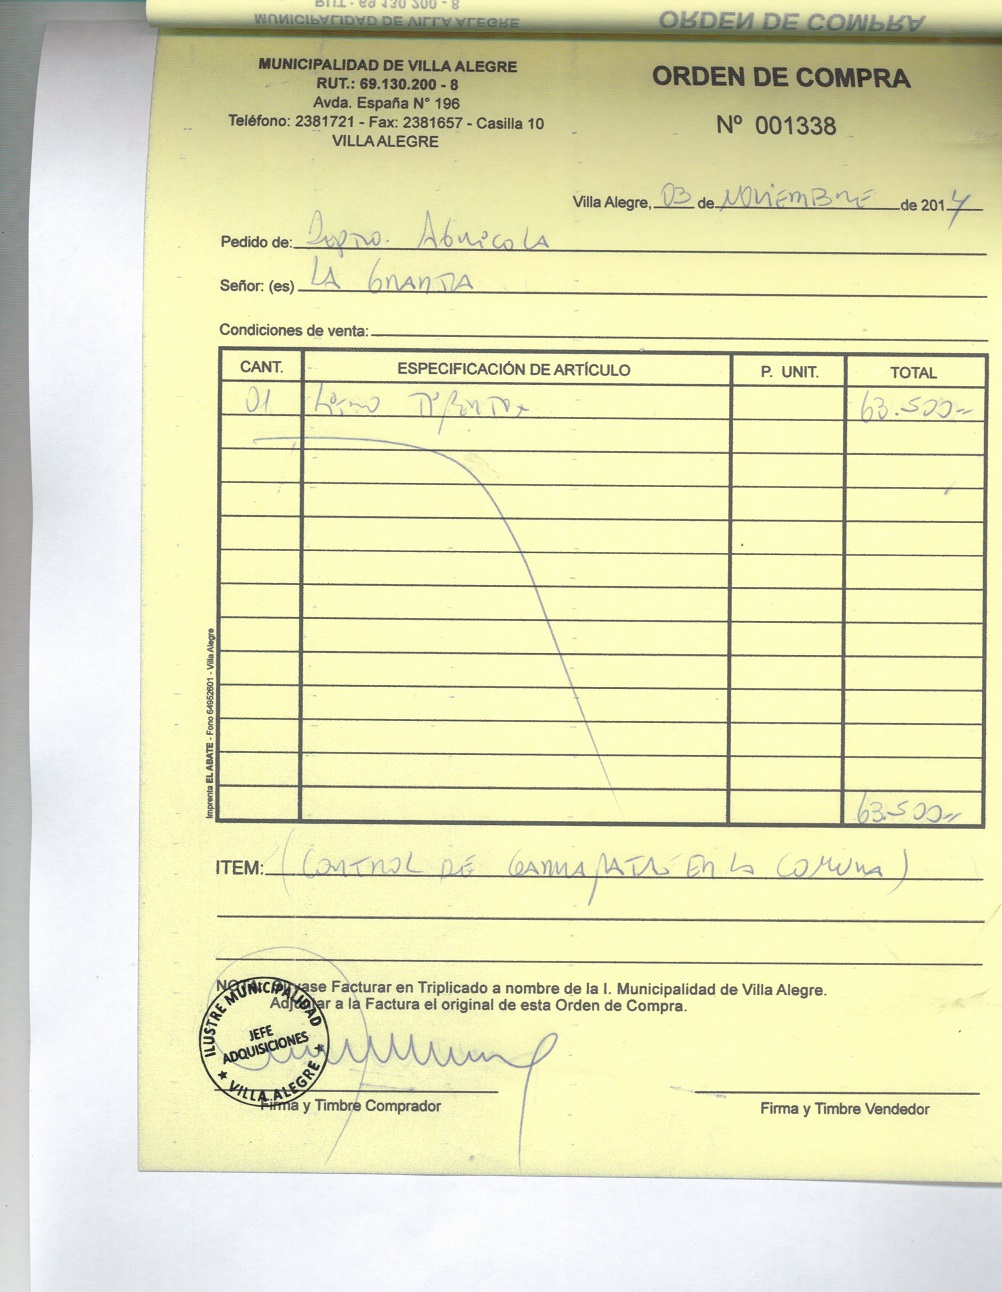 MUNICIPALIDAD DE VILLA ALEGRE
RUT.: 69.130.200 - 8
Avda. España N° 196
Teléfono: 2381721 - Fax: 2381657 - Casilla 10
VILLA ALEGRE
ORDEN DE COMPRA
Nº 001338
Villa Alegre, 03 de NOVIEMBRE de 2014
Pedido de: Depto. Agricola
Señor: (es) LA GRANJA
Condiciones de venta:
CANT. ESPECIFICACIÓN DE ARTÍCULO P. UNIT. TOTAL
01 63.500.-
63.500.-
ITEM: (CONTROL DE GARRAPATAS EN LA COMUNA)
NOTA: Sírvase Facturar en Triplicado a nombre de la I. Municipalidad de Villa Alegre.
Adjuntar a la Factura el original de esta Orden de Compra.
ILUSTRE MUNICIPALIDAD
JEFE
ADQUISICIONES
★ VILLA ALEGRE ★
Firma y Timbre Comprador
Firma y Timbre Vendedor
Imprenta EL ABATE - Fono 64952601 - Villa Alegre